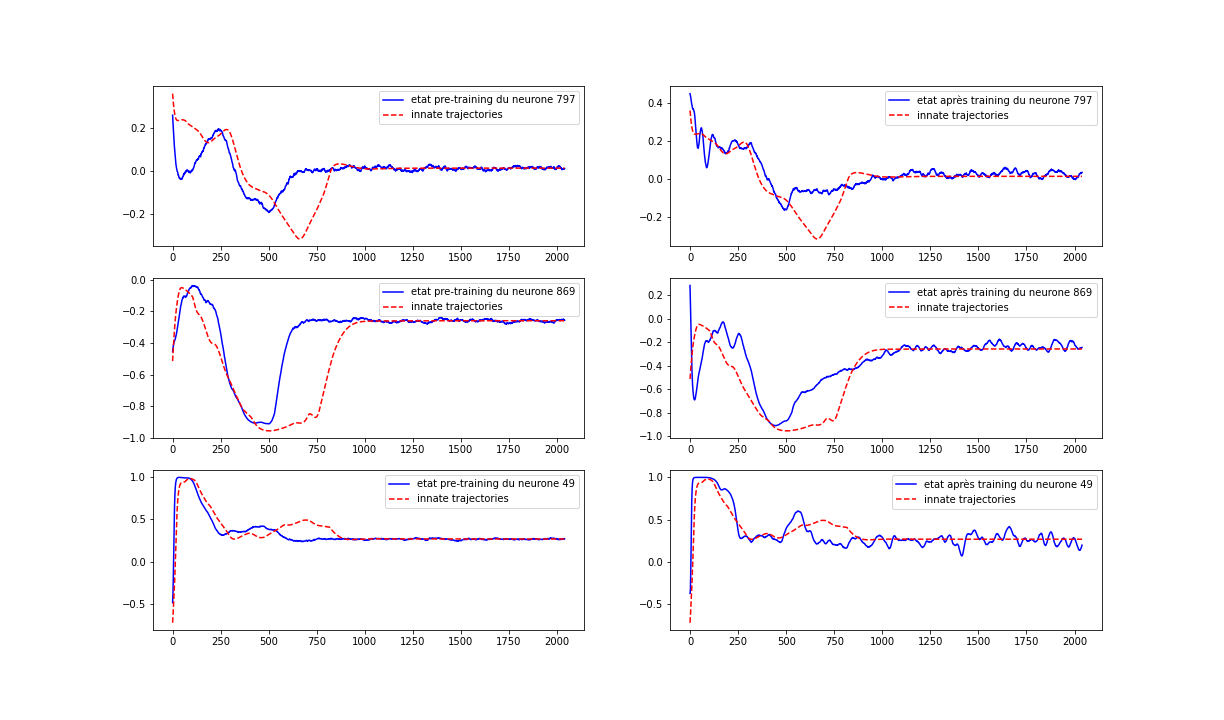 etat pre-training du neurone 797
innate trajectories
0.2
0.0
−0.2
0 250 500 750 1000 1250 1500 1750 2000
etat après training du neurone 797
innate trajectories
0.4
0.2
0.0
−0.2
0 250 500 750 1000 1250 1500 1750 2000
etat pre-training du neurone 869
innate trajectories
0.0
−0.2
−0.4
−0.6
−0.8
−1.0
0 250 500 750 1000 1250 1500 1750 2000
etat après training du neurone 869
innate trajectories
0.2
0.0
−0.2
−0.4
−0.6
−0.8
−1.0
0 250 500 750 1000 1250 1500 1750 2000
etat pre-training du neurone 49
innate trajectories
1.0
0.5
0.0
−0.5
0 250 500 750 1000 1250 1500 1750 2000
etat après training du neurone 49
innate trajectories
1.0
0.5
0.0
−0.5
0 250 500 750 1000 1250 1500 1750 2000